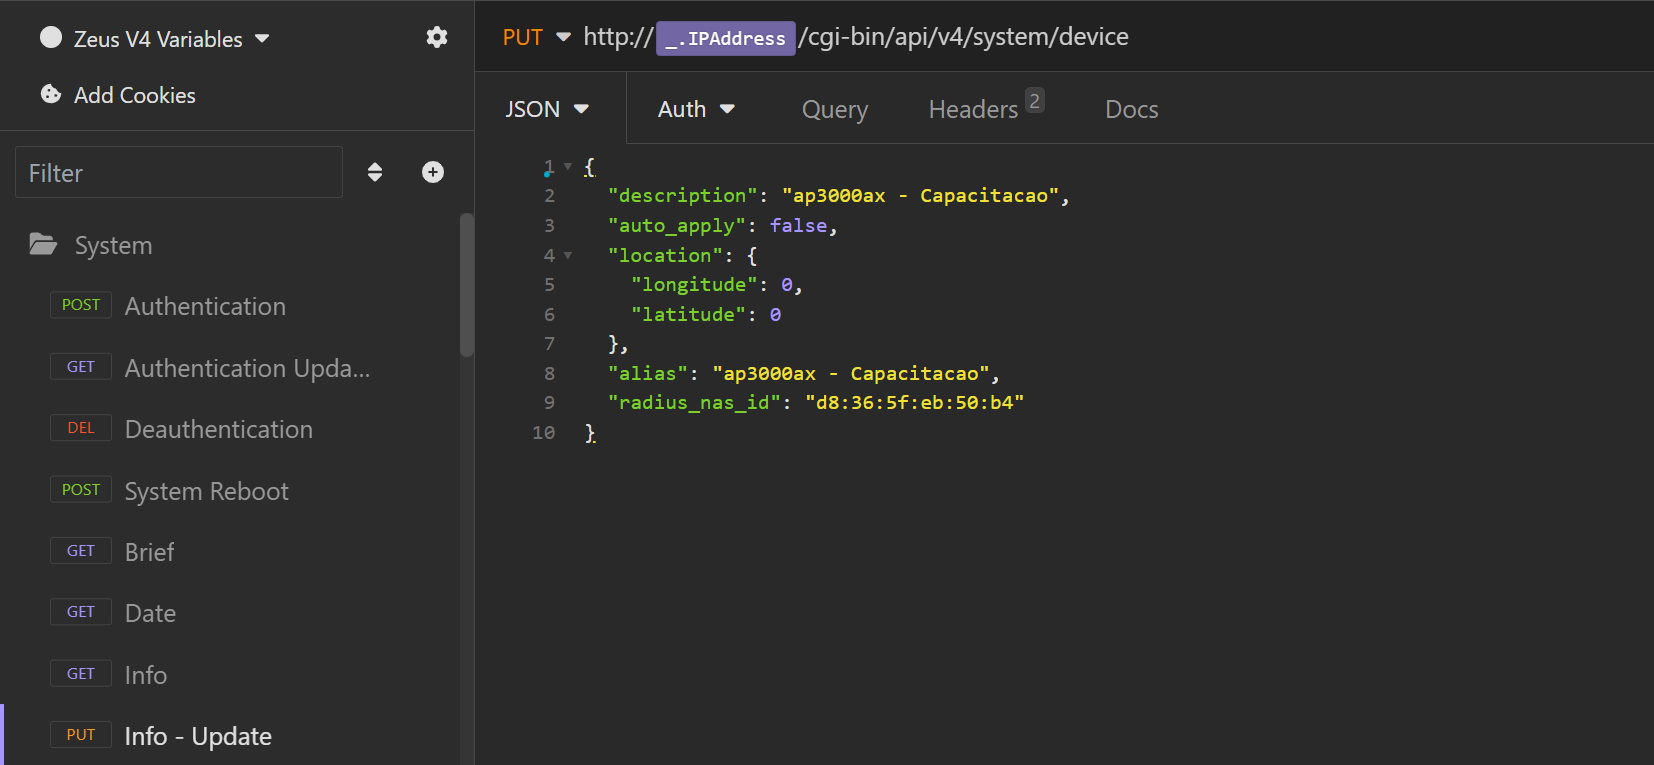 Zeus V4 Variables
Add Cookies
Filter
System
POST Authentication
GET Authentication Upda...
DEL Deauthentication
POST System Reboot
GET Brief
GET Date
GET Info
PUT Info - Update
PUT http:// _.IPAddress /cgi-bin/api/v4/system/device
JSON Auth Query Headers 2 Docs
1 {
2 "description": "ap3000ax - Capacitacao",
3 "auto_apply": false,
4 "location": {
5 "longitude": 0,
6 "latitude": 0
7 },
8 "alias": "ap3000ax - Capacitacao",
9 "radius_nas_id": "d8:36:5f:eb:50:b4"
10 }